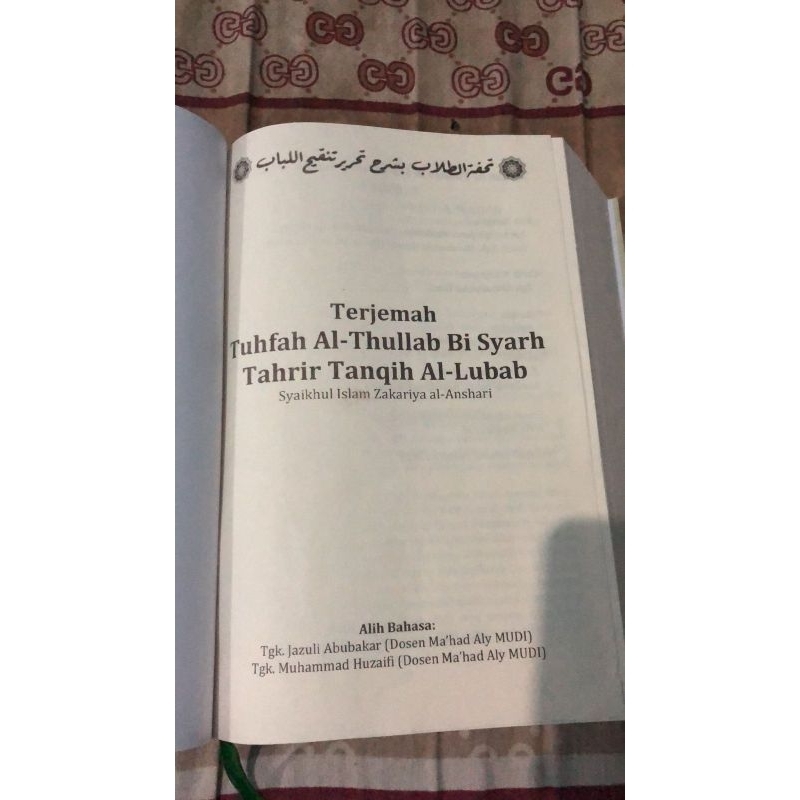 تحفة الطلاب بشرح تحرير تنقيح اللباب
Terjemah
Tuhfah Al-Thullab Bi Syarh
Tahrir Tanqih Al-Lubab
Syaikhul Islam Zakariya al-Anshari
Alih Bahasa:
Tgk. Jazuli Abubakar (Dosen Ma'had Aly MUDI)
Tgk. Muhammad Huzaifi (Dosen Ma'had Aly MUDI)